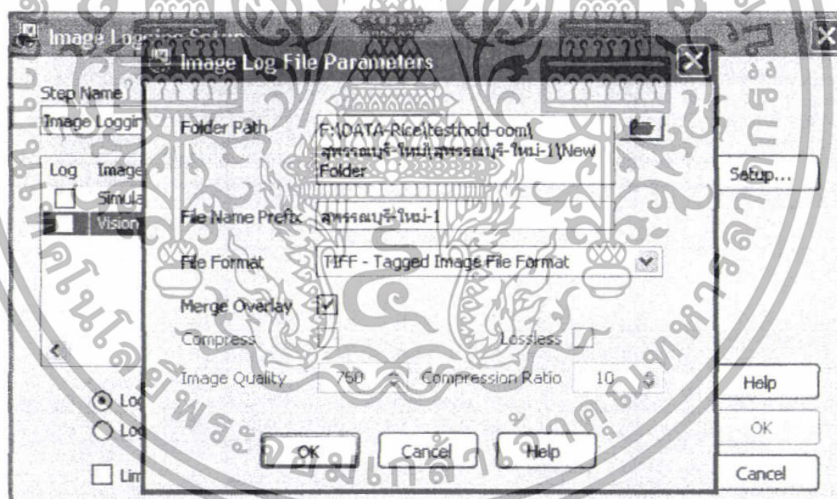 Image Logging Setup
Image Log File Parameters
Step Name
Image Loggin
Log Image
Simula
Vision
Folder Path
F:\DATA-Rice\testhold-oom\
สุพรรณบุรี-ใหม่\สุพรรณบุรี-ใหม่-1\New
Folder
File Name Prefix
สุพรรณบุรี-ใหม่-1
File Format
TIFF - Tagged Image File Format
Merge Overlay
Compress
Lossless
Image Quality
750
Compression Ratio
10
OK
Cancel
Help
Setup...
Help
OK
Cancel
Loc
Log
Lim